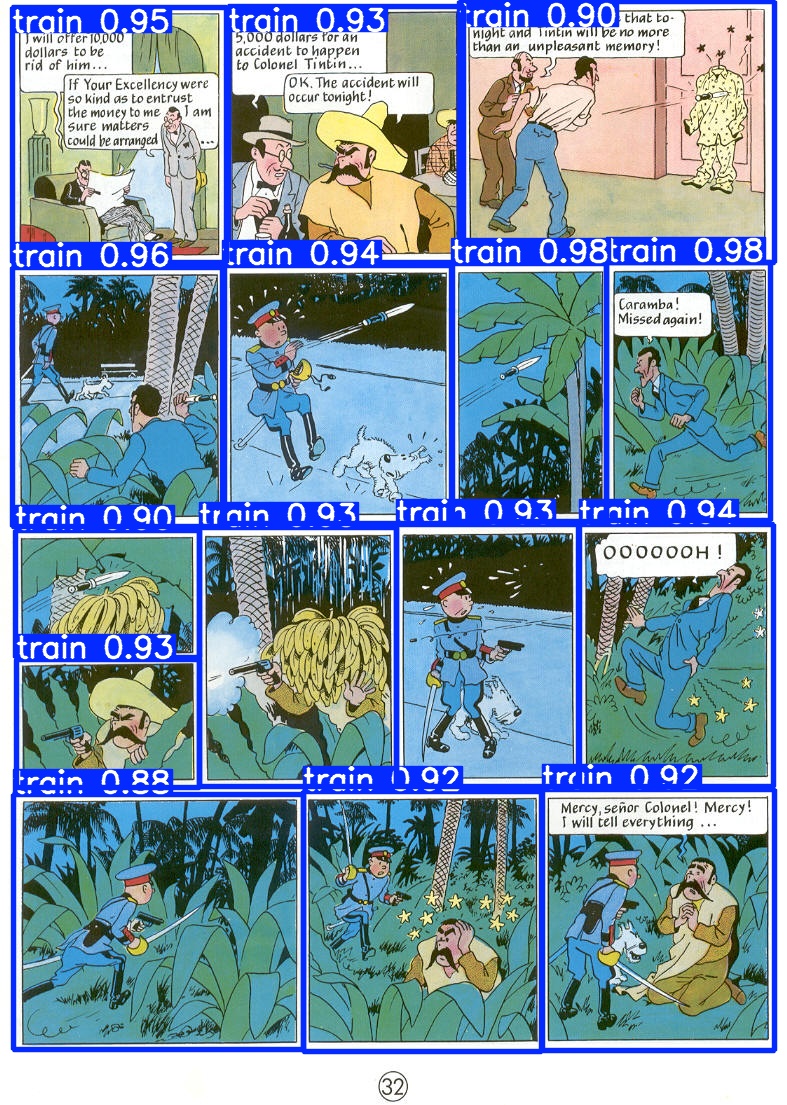 train 0.95
I will offer 10,000
dollars to be
rid of him...
If Your Excellency were
so kind as to entrust
the money to me, I am
sure matters
could be arranged ...
train 0.93
5,000 dollars for an
accident to happen
to Colonel Tintin...
OK. The accident will
occur tonight!
train 0.90
that to-
night and Tintin will be no more
than an unpleasant memory!
train 0.96
train 0.94
train 0.98
train 0.98
Caramba!
Missed again!
train 0.90
train 0.93
train 0.93
train 0.94
OOOOOOH!
train 0.93
train 0.88
train 0.92
train 0.92
Mercy, señor Colonel! Mercy!
I will tell everything ...
32